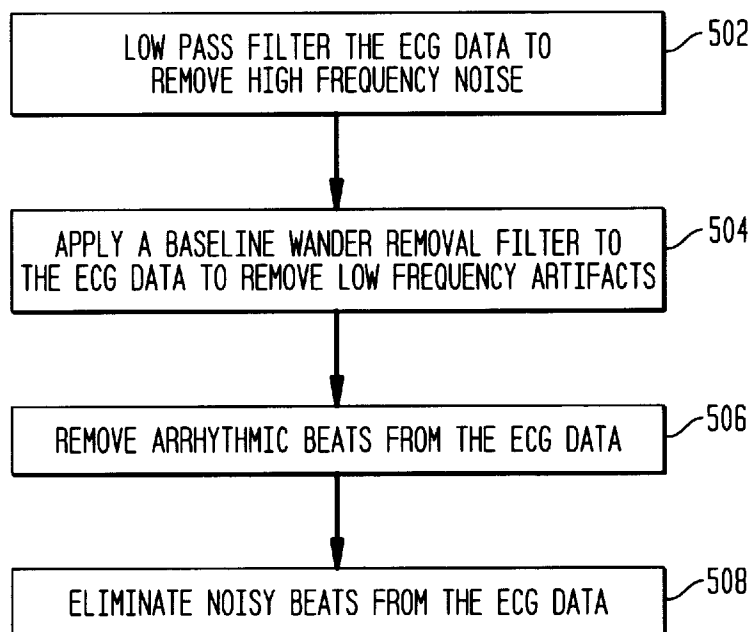 LOW PASS FILTER THE ECG DATA TO
REMOVE HIGH FREQUENCY NOISE
502
APPLY A BASELINE WANDER REMOVAL FILTER TO
THE ECG DATA TO REMOVE LOW FREQUENCY ARTIFACTS
504
REMOVE ARRHYTHMIC BEATS FROM THE ECG DATA
506
ELIMINATE NOISY BEATS FROM THE ECG DATA
508